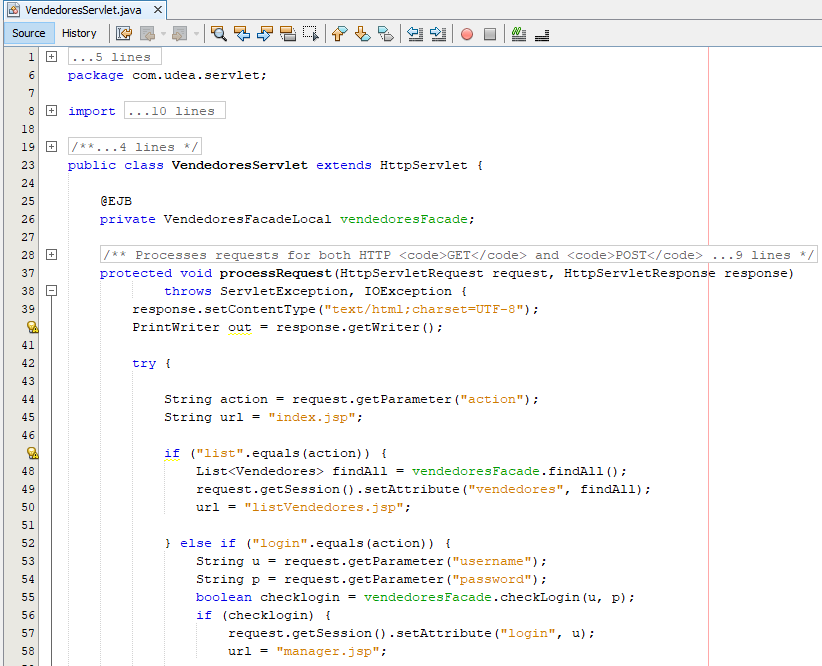 VendedoresServlet.java
Source History
1 ...5 lines
6 package com.udea.servlet;
7
8 import ...10 lines
18
19 /**...4 lines */
23 public class VendedoresServlet extends HttpServlet {
24
25 @EJB
26 private VendedoresFacadeLocal vendedoresFacade;
27
28 /** Processes requests for both HTTP <code>GET</code> and <code>POST</code> ...9 lines */
37 protected void processRequest(HttpServletRequest request, HttpServletResponse response)
38 throws ServletException, IOException {
39 response.setContentType("text/html;charset=UTF-8");
PrintWriter out = response.getWriter();
41
42 try {
43
44 String action = request.getParameter("action");
45 String url = "index.jsp";
46
if ("list".equals(action)) {
48 List<Vendedores> findAll = vendedoresFacade.findAll();
49 request.getSession().setAttribute("vendedores", findAll);
50 url = "listVendedores.jsp";
51
52 } else if ("login".equals(action)) {
53 String u = request.getParameter("username");
54 String p = request.getParameter("password");
55 boolean checklogin = vendedoresFacade.checkLogin(u, p);
56 if (checklogin) {
57 request.getSession().setAttribute("login", u);
58 url = "manager.jsp";